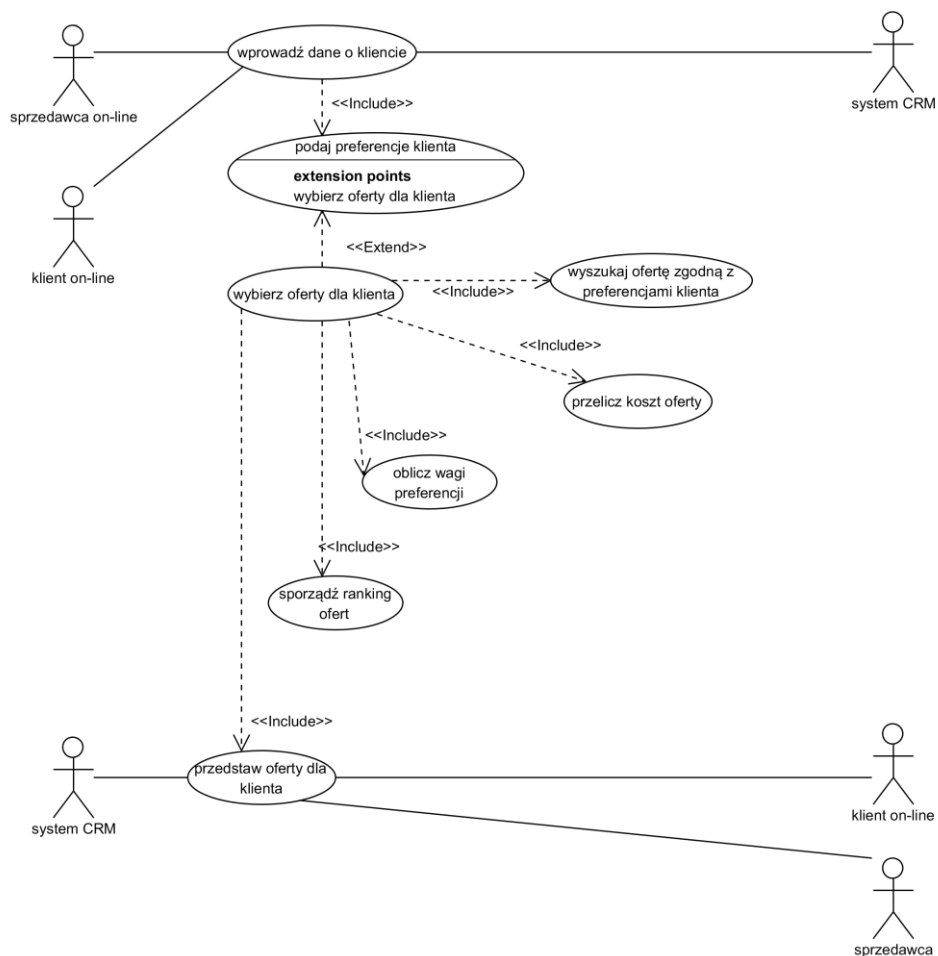 wprowadź dane o kliencie
sprzedawca on-line
system CRM
<<Include>>
podaj preferencje klienta
extension points
wybierz oferty dla klienta
klient on-line
<<Extend>>
wybierz oferty dla klienta
<<Include>>
wyszukaj ofertę zgodną z
preferencjami klienta
<<Include>>
przelicz koszt oferty
<<Include>>
oblicz wagi
preferencji
<<Include>>
sporządź ranking
ofert
<<Include>>
przedstaw oferty dla
klienta
system CRM
klient on-line
sprzedawca